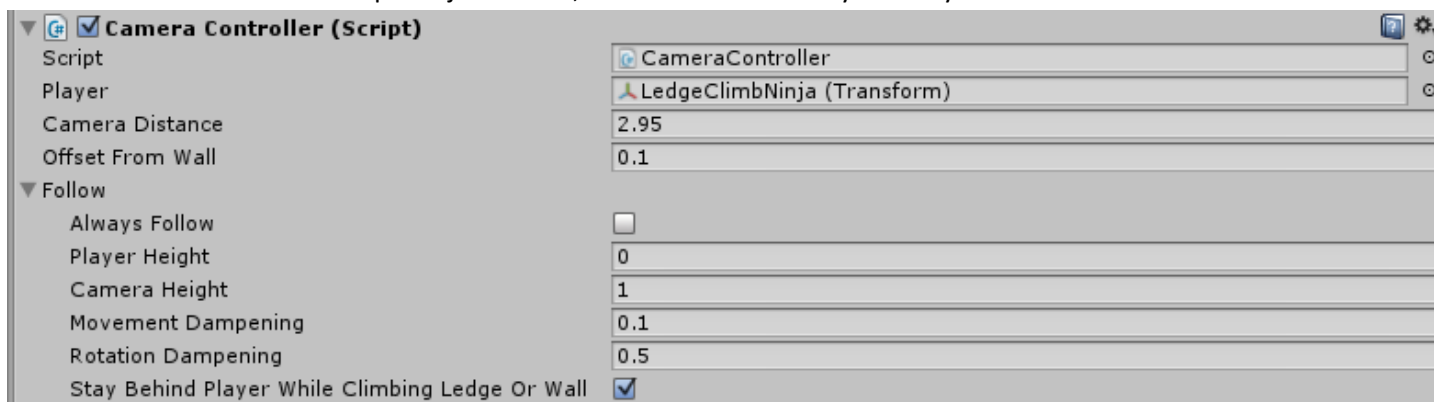 Camera Controller (Script)
Script CameraController
Player LedgeClimbNinja (Transform)
Camera Distance 2.95
Offset From Wall 0.1
Follow
Always Follow
Player Height 0
Camera Height 1
Movement Dampening 0.1
Rotation Dampening 0.5
Stay Behind Player While Climbing Ledge Or Wall